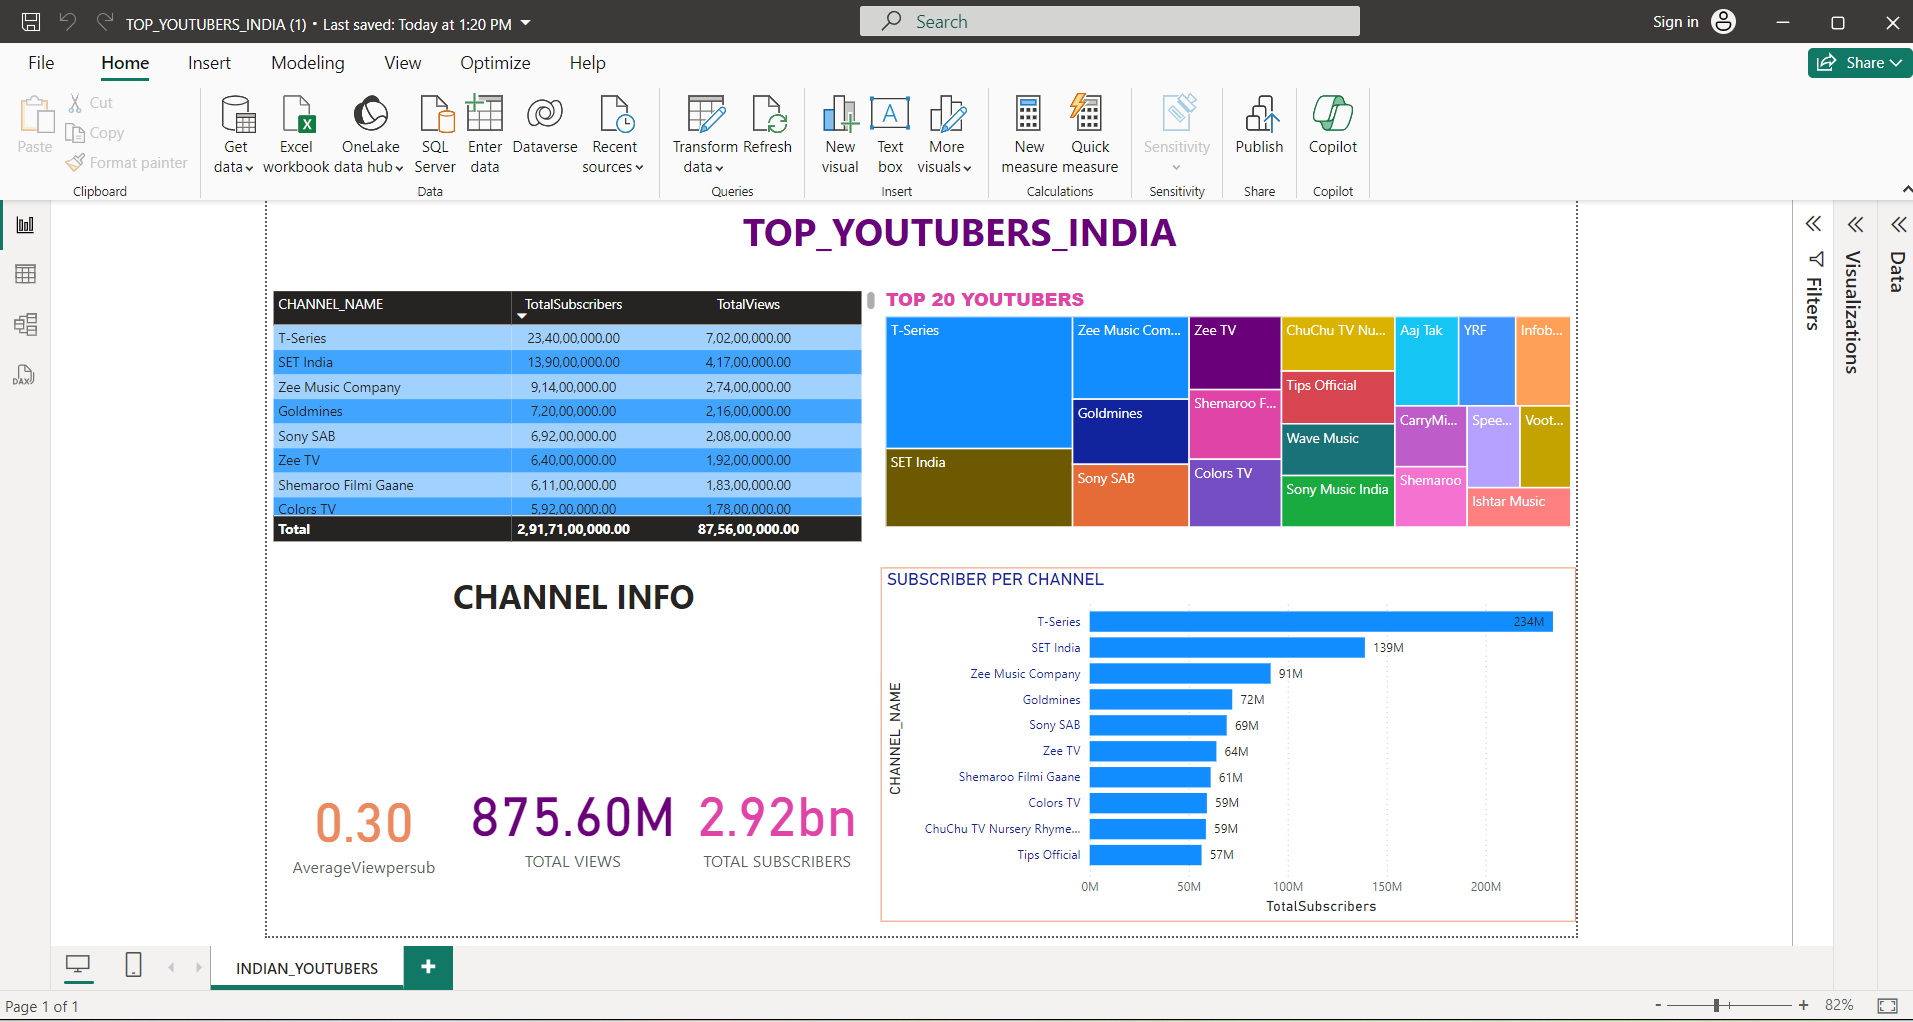 TOP_YOUTUBERS_INDIA (1) • Last saved: Today at 1:20 PM
Search
Sign in
File Home Insert Modeling View Optimize Help
Share
Paste
Cut
Copy
Format painter
Clipboard
Get data
Excel workbook
OneLake data hub
SQL Server
Enter data
Dataverse
Recent sources
Data
Transform data
Refresh
Queries
New visual
Text box
More visuals
Insert
New measure
Quick measure
Calculations
Sensitivity
Sensitivity
Publish
Share
Copilot
Copilot
DAX
TOP_YOUTUBERS_INDIA
CHANNEL_NAME TotalSubscribers TotalViews
T-Series 23,40,00,000.00 7,02,00,000.00
SET India 13,90,00,000.00 4,17,00,000.00
Zee Music Company 9,14,00,000.00 2,74,00,000.00
Goldmines 7,20,00,000.00 2,16,00,000.00
Sony SAB 6,92,00,000.00 2,08,00,000.00
Zee TV 6,40,00,000.00 1,92,00,000.00
Shemaroo Filmi Gaane 6,11,00,000.00 1,83,00,000.00
Colors TV 5,92,00,000.00 1,78,00,000.00
Total 2,91,71,00,000.00 87,56,00,000.00
TOP 20 YOUTUBERS
T-Series
SET India
Zee Music Com...
Goldmines
Sony SAB
Zee TV
Shemaroo F...
Colors TV
ChuChu TV Nu...
Tips Official
Wave Music
Sony Music India
Aaj Tak
YRF
Infob...
CarryMi...
Spee...
Voot...
Shemaroo
Ishtar Music
CHANNEL INFO
0.30
AverageViewpersub
875.60M
TOTAL VIEWS
2.92bn
TOTAL SUBSCRIBERS
SUBSCRIBER PER CHANNEL
CHANNEL_NAME
T-Series 234M
SET India 139M
Zee Music Company 91M
Goldmines 72M
Sony SAB 69M
Zee TV 64M
Shemaroo Filmi Gaane 61M
Colors TV 59M
ChuChu TV Nursery Rhyme... 59M
Tips Official 57M
0M 50M 100M 150M 200M
TotalSubscribers
Filters
Visualizations
Data
INDIAN_YOUTUBERS
+
Page 1 of 1
- + 82%